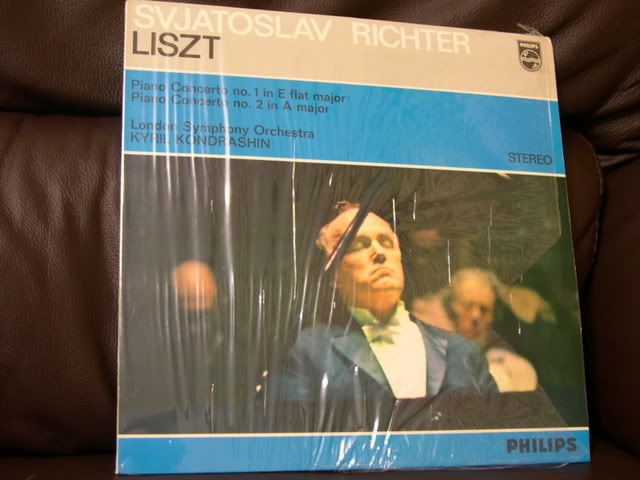 SVJATOSLAV RICHTER
PHILIPS
LISZT
Piano Concerto no. 1 in E flat major
Piano Concerto no. 2 in A major
London Symphony Orchestra
KYRIL KONDRASHIN
STEREO
PHILIPS